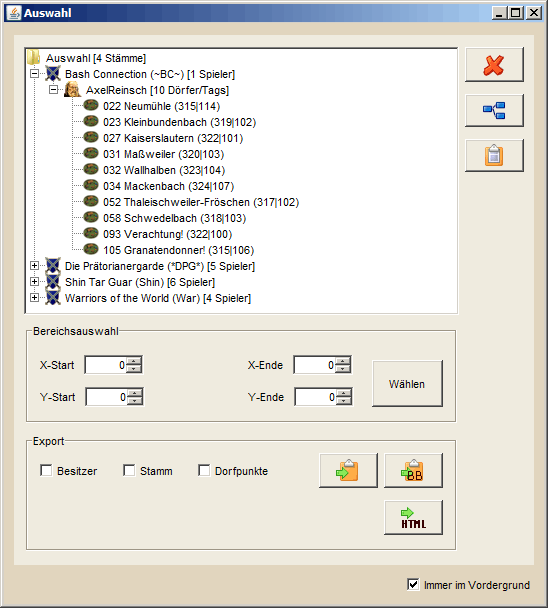 Auswahl
Auswahl [4 Stämme]
Bash Connection (~BC~) [1 Spieler]
AxelReinsch [10 Dörfer/Tags]
022 Neumühle (315|114)
023 Kleinbundenbach (319|102)
027 Kaiserslautern (322|101)
031 Maßweiler (320|103)
032 Wallhalben (323|104)
034 Mackenbach (324|107)
052 Thaleischweiler-Fröschen (317|102)
058 Schwedelbach (318|103)
093 Verachtung! (322|100)
105 Granatendonner! (315|106)
Die Prätorianergarde (*DPG*) [5 Spieler]
Shin Tar Guar (Shin) [6 Spieler]
Warriors of the World (War) [4 Spieler]
Bereichsauswahl
X-Start 0 X-Ende 0
Y-Start 0 Y-Ende 0
Wählen
Export
Besitzer Stamm Dorfpunkte
BB
HTML
Immer im Vordergrund